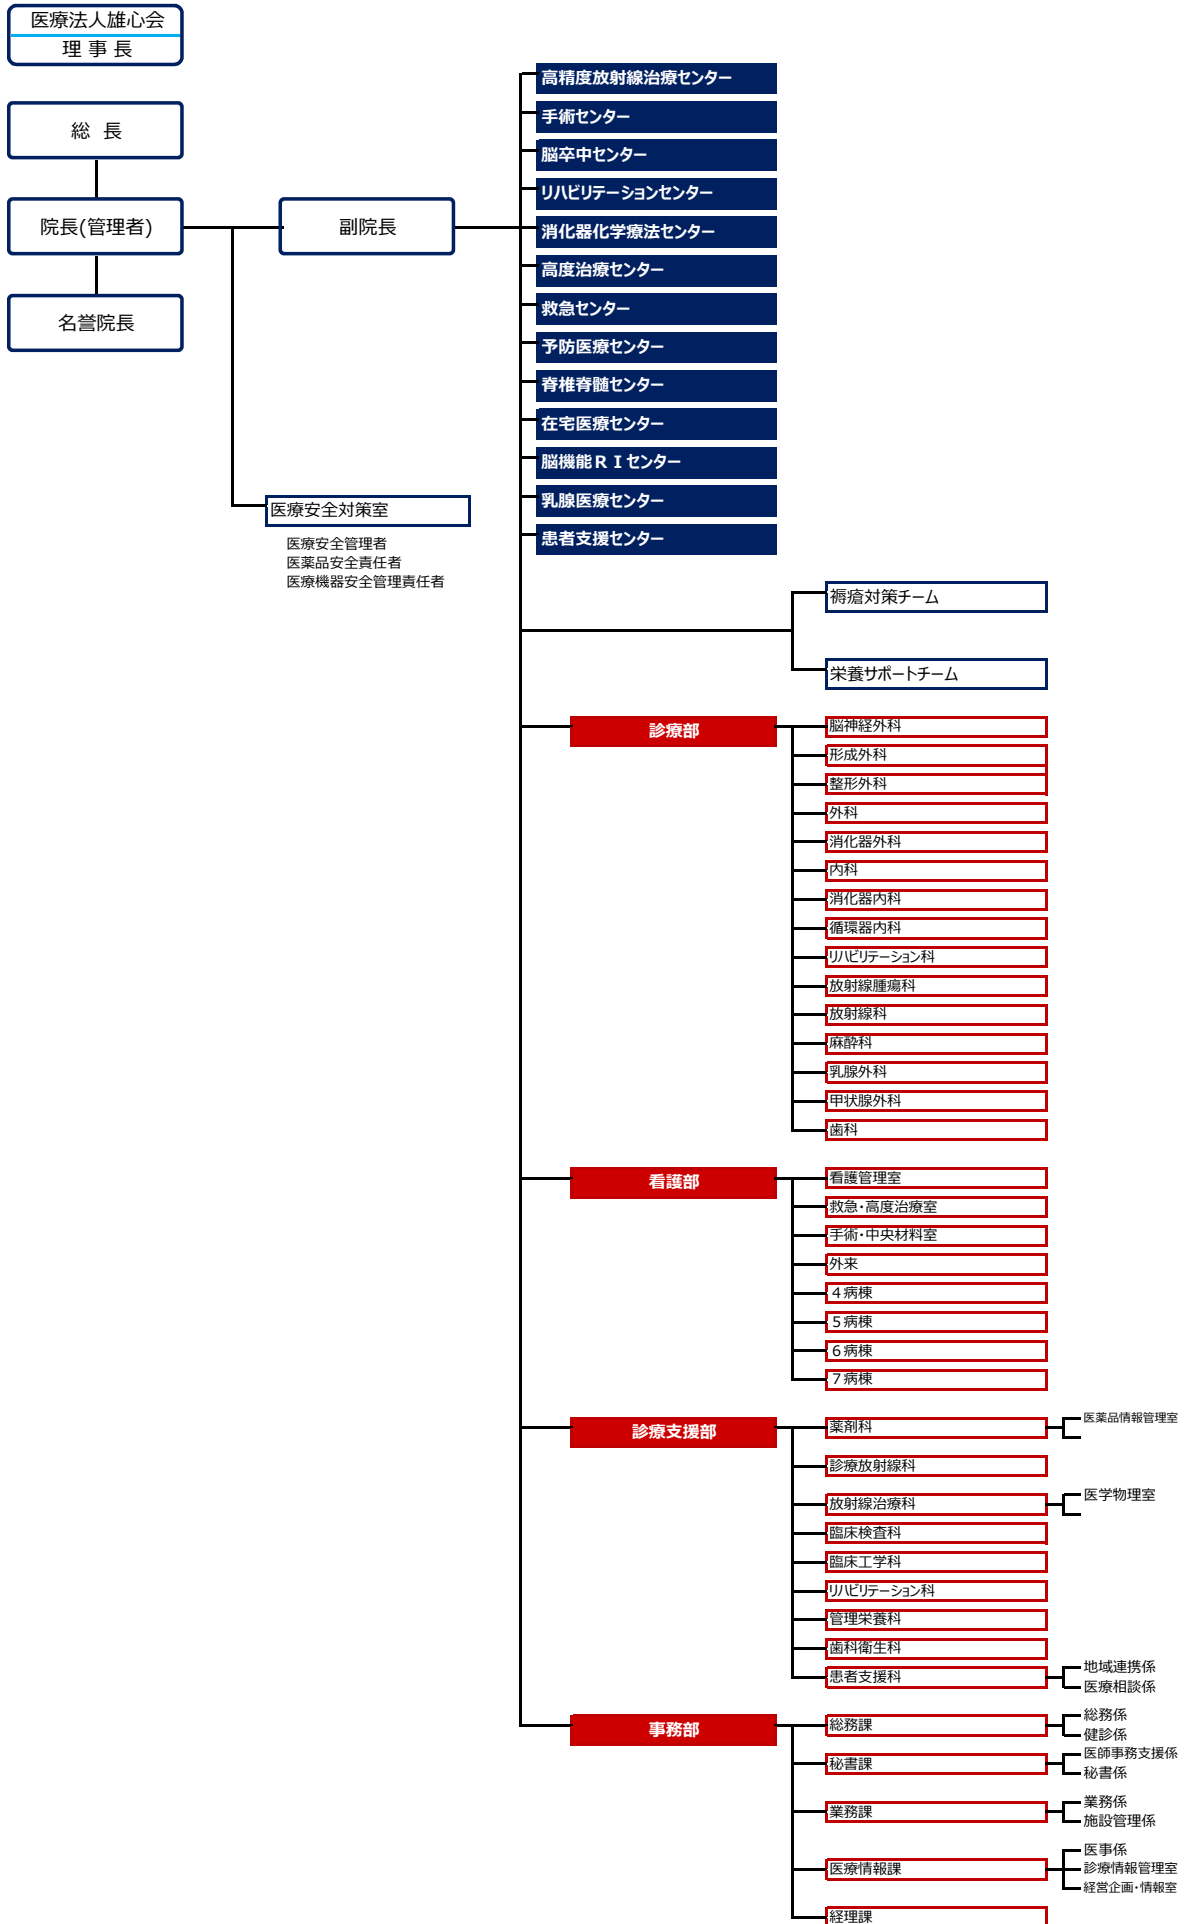 医療法人雄心会
理 事 長
総 長
院長(管理者)
名誉院長
副院長
医療安全対策室
医療安全管理者
医薬品安全責任者
医療機器安全管理責任者
高精度放射線治療センター
手術センター
脳卒中センター
リハビリテーションセンター
消化器化学療法センター
高度治療センター
救急センター
予防医療センター
脊椎脊髄センター
在宅医療センター
脳機能ＲＩセンター
乳腺医療センター
患者支援センター
褥瘡対策チーム
栄養サポートチーム
診療部
脳神経外科
形成外科
整形外科
外科
消化器外科
内科
消化器内科
循環器内科
リハビリテーション科
放射線腫瘍科
放射線科
麻酔科
乳腺外科
甲状腺外科
歯科
看護部
看護管理室
救急・高度治療室
手術・中央材料室
外来
４病棟
５病棟
６病棟
７病棟
診療支援部
薬剤科
医薬品情報管理室
診療放射線科
放射線治療科
医学物理室
臨床検査科
臨床工学科
リハビリテーション科
管理栄養科
歯科衛生科
患者支援科
地域連携係
医療相談係
事務部
総務課
総務係
健診係
秘書課
医師事務支援係
秘書係
業務課
業務係
施設管理係
医療情報課
医事係
診療情報管理室
経営企画・情報室
経理課